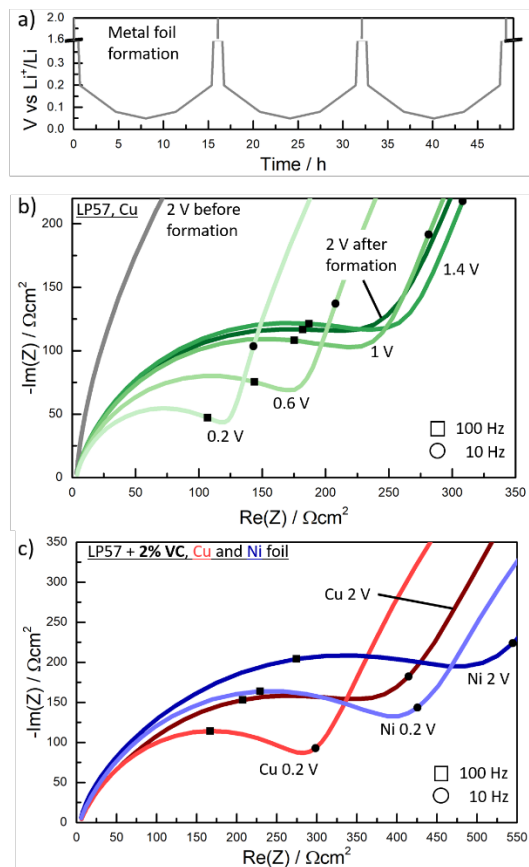 a)
Metal foil
formation
V vs Li⁺/Li
2.0
1.6
0.2
0.1
0.0
0 5 10 15 20 25 30 35 40 45
Time / h
b)
LP57, Cu
2 V before
formation
2 V after
formation
1.4 V
1 V
0.6 V
0.2 V
100 Hz
10 Hz
-Im(Z) / Ωcm²
200
150
100
50
0
0 50 100 150 200 250 300 350
Re(Z) / Ωcm²
c)
LP57 + 2% VC, Cu and Ni foil
Cu 2 V
Ni 2 V
Ni 0.2 V
Cu 0.2 V
100 Hz
10 Hz
-Im(Z) / Ωcm²
350
300
250
200
150
100
50
0
0 50 100 150 200 250 300 350 400 450 500 550
Re(Z) / Ωcm²